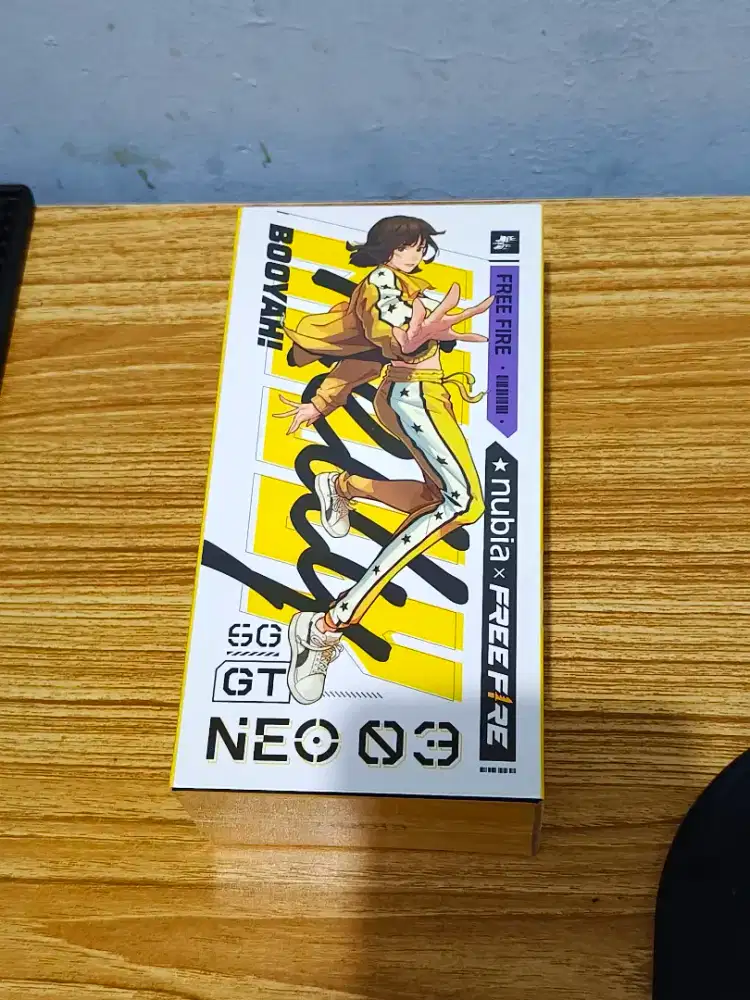 BOOYAH!
FREE FIRE
nubia × FREE FIRE
5G
GT
NEO 03